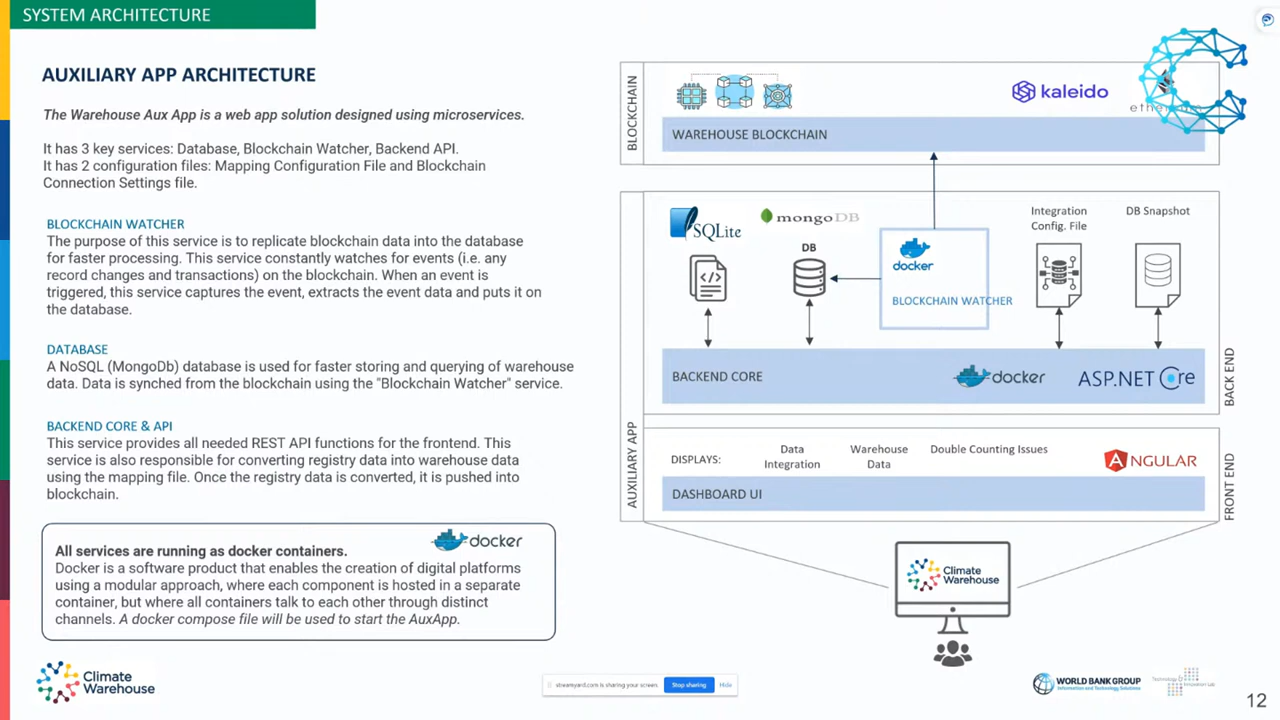 SYSTEM ARCHITECTURE
AUXILIARY APP ARCHITECTURE
The Warehouse Aux App is a web app solution designed using microservices.
It has 3 key services: Database, Blockchain Watcher, Backend API.
It has 2 configuration files: Mapping Configuration File and Blockchain
Connection Settings file.
BLOCKCHAIN WATCHER
The purpose of this service is to replicate blockchain data into the database
for faster processing. This service constantly watches for events (i.e. any
record changes and transactions) on the blockchain. When an event is
triggered, this service captures the event, extracts the event data and puts it on
the database.
DATABASE
A NoSQL (MongoDb) database is used for faster storing and querying of warehouse
data. Data is synched from the blockchain using the "Blockchain Watcher" service.
BACKEND CORE & API
This service provides all needed REST API functions for the frontend. This
service is also responsible for converting registry data into warehouse data
using the mapping file. Once the registry data is converted, it is pushed into
blockchain.
All services are running as docker containers.
docker
Docker is a software product that enables the creation of digital platforms
using a modular approach, where each component is hosted in a separate
container, but where all containers talk to each other through distinct
channels. A docker compose file will be used to start the AuxApp.
BLOCKCHAIN
kaleido
WAREHOUSE BLOCKCHAIN
AUXILIARY APP
BACK END
SQLite
mongoDB
DB
docker
BLOCKCHAIN WATCHER
Integration
Config. File
DB Snapshot
BACKEND CORE
docker
ASP.NET Core
FRONT END
DISPLAYS:
Data
Integration
Warehouse
Data
Double Counting Issues
ANGULAR
DASHBOARD UI
Climate
Warehouse
Climate
Warehouse
streamyard.com is sharing your screen.
Stop sharing
Hide
WORLD BANK GROUP
Information and Technology Solutions
Technology &
Innovation Lab
12